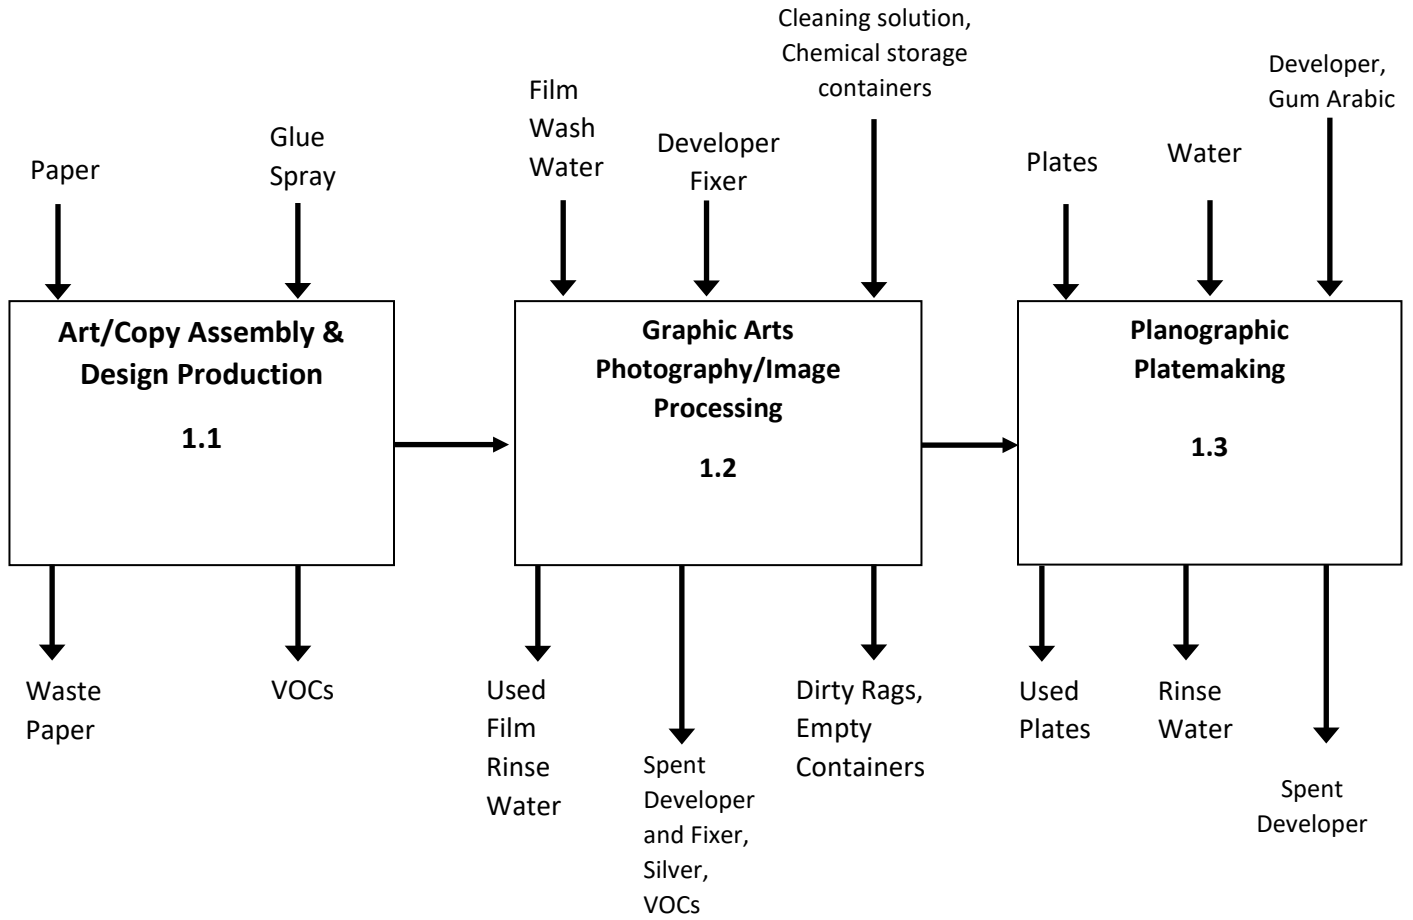 Paper
Glue
Spray
Film
Wash
Water
Developer
Fixer
Cleaning solution,
Chemical storage
containers
Plates
Water
Developer,
Gum Arabic
Art/Copy Assembly &
Design Production
1.1
Graphic Arts
Photography/Image
Processing
1.2
Planographic
Platemaking
1.3
Waste
Paper
VOCs
Used
Film
Rinse
Water
Spent
Developer
and Fixer,
Silver,
VOCs
Dirty Rags,
Empty
Containers
Used
Plates
Rinse
Water
Spent
Developer